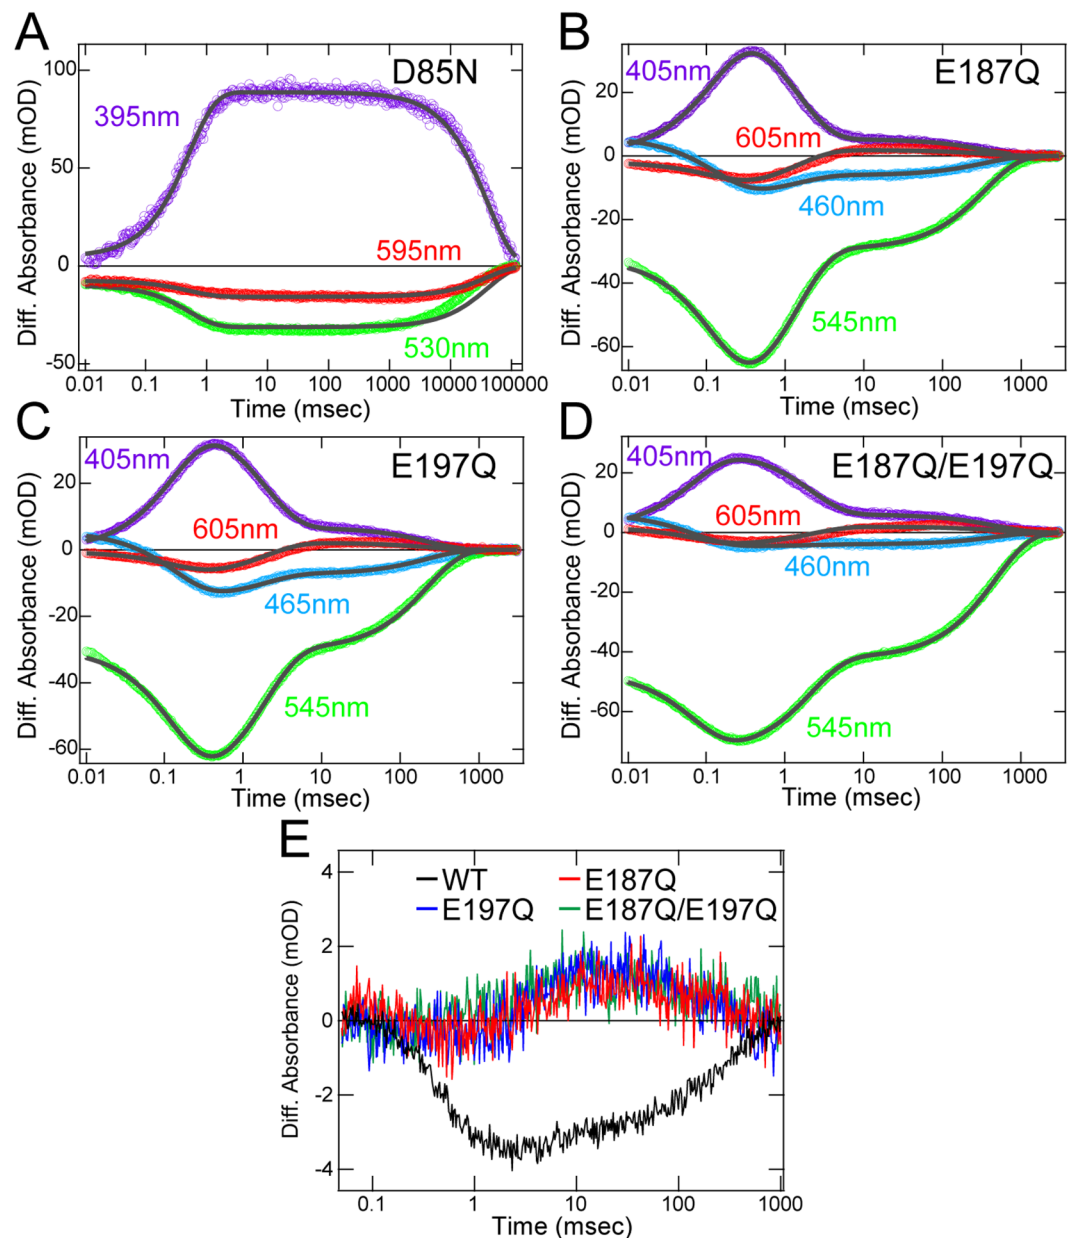 A
D85N
Diff. Absorbance (mOD)
100
50
0
-50
395nm
595nm
530nm
0.01 0.1 1 10 100 1000 10000 100000
Time (msec)
B
E187Q
Diff. Absorbance (mOD)
20
0
-20
-40
-60
405nm
605nm
460nm
545nm
0.01 0.1 1 10 100 1000
Time (msec)
C
E197Q
Diff. Absorbance (mOD)
20
0
-20
-40
-60
405nm
605nm
465nm
545nm
0.01 0.1 1 10 100 1000
Time (msec)
D
E187Q/E197Q
Diff. Absorbance (mOD)
20
0
-20
-40
-60
405nm
605nm
460nm
545nm
0.01 0.1 1 10 100 1000
Time (msec)
E
WT E187Q
E197Q E187Q/E197Q
Diff. Absorbance (mOD)
4
2
0
-2
-4
0.1 1 10 100 1000
Time (msec)